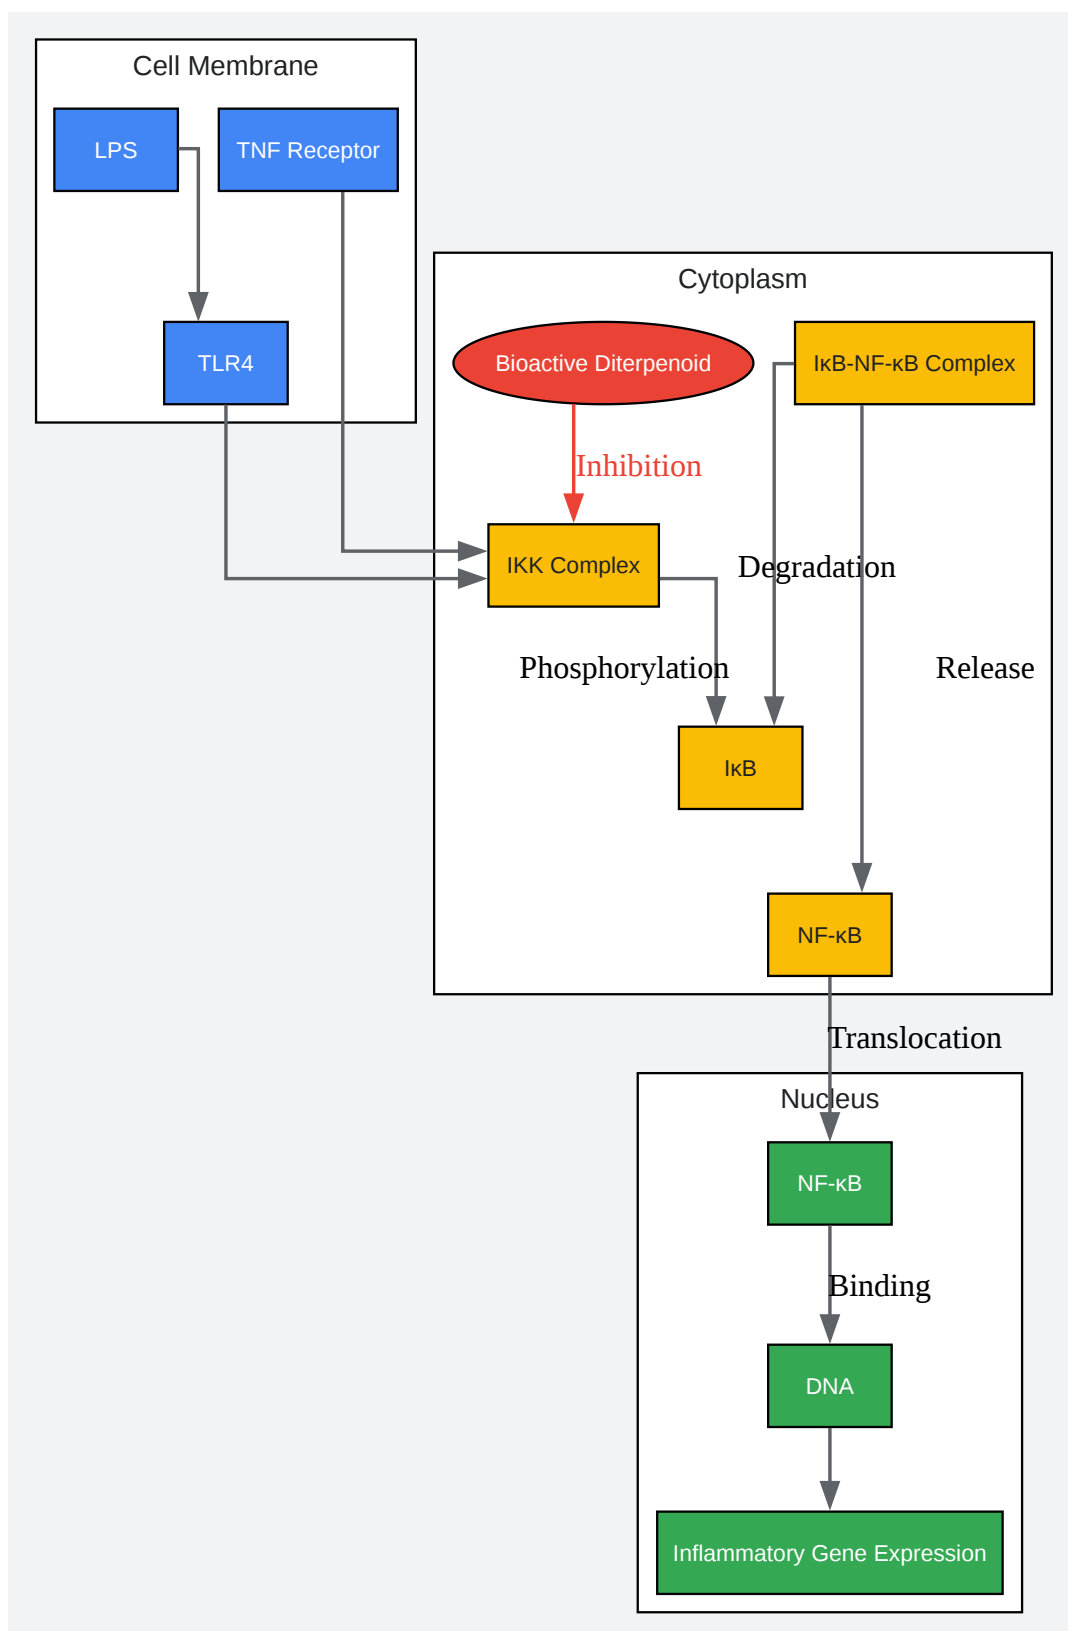 Cell Membrane
LPS
TNF Receptor
TLR4
Cytoplasm
Bioactive Diterpenoid
IκB-NF-κB Complex
Inhibition
IKK Complex
Degradation
Phosphorylation
Release
IκB
NF-κB
Translocation
Nucleus
NF-κB
Binding
DNA
Inflammatory Gene Expression